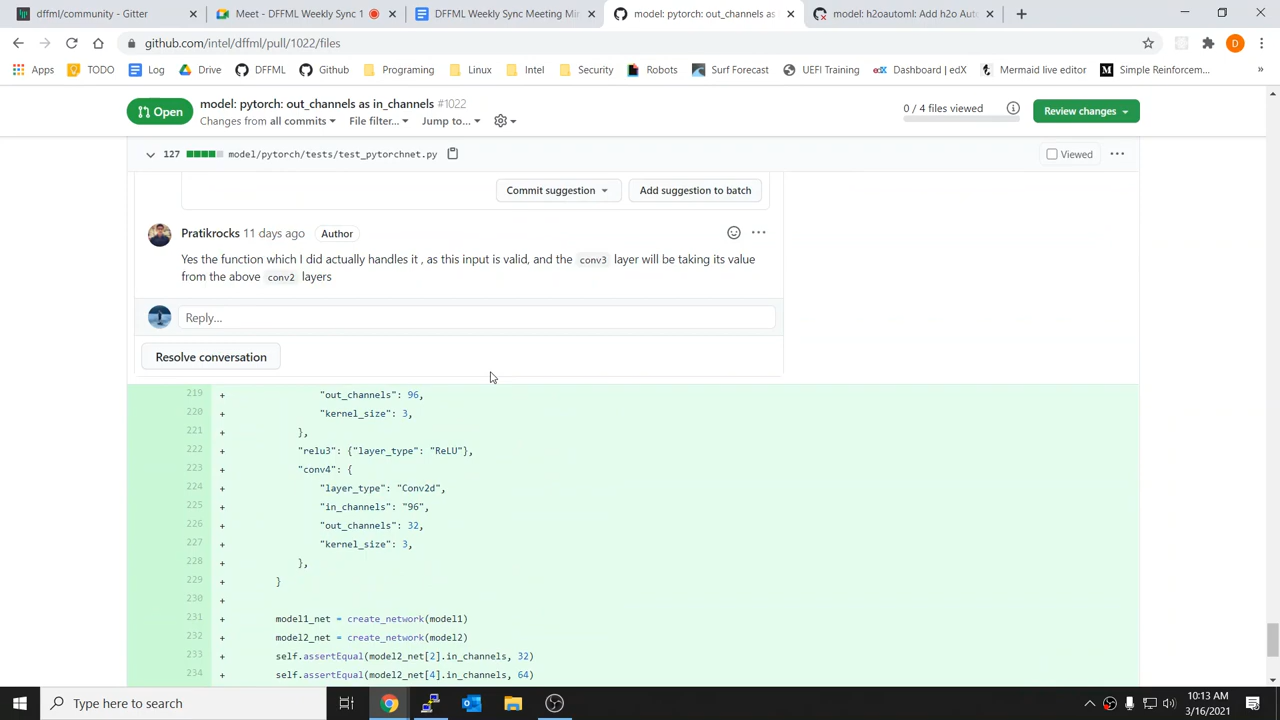 dffml/community - Gitter
Meet - DFFML Weekly Sync 1
DFFML Weekly Sync Meeting Min
model: pytorch: out_channels as
model: h2oautoml: Add h2o Aut
github.com/intel/dffml/pull/1022/files
Apps
TODO
Log
Drive
DFFML
Github
Programing
Linux
Intel
Security
Robots
Surf Forecast
UEFI Training
Dashboard | edX
Mermaid live editor
Simple Reinforcem...
Open
model: pytorch: out_channels as in_channels #1022
Changes from all commits
File filter...
Jump to...
0 / 4 files viewed
Review changes
127 model/pytorch/tests/test_pytorchnet.py
Viewed
Commit suggestion
Add suggestion to batch
Pratikrocks 11 days ago Author
Yes the function which I did actually handles it , as this input is valid, and the conv3 layer will be taking its value
from the above conv2 layers
Reply...
Resolve conversation
219 + "out_channels": 96,
220 + "kernel_size": 3,
221 + },
222 + "relu3": {"layer_type": "ReLU"},
223 + "conv4": {
224 + "layer_type": "Conv2d",
225 + "in_channels": "96",
226 + "out_channels": 32,
227 + "kernel_size": 3,
228 + },
229 + }
230 +
231 + model1_net = create_network(model1)
232 + model2_net = create_network(model2)
233 + self.assertEqual(model2_net[2].in_channels, 32)
234 + self.assertEqual(model2_net[4].in_channels, 64)
Type here to search
10:13 AM
3/16/2021